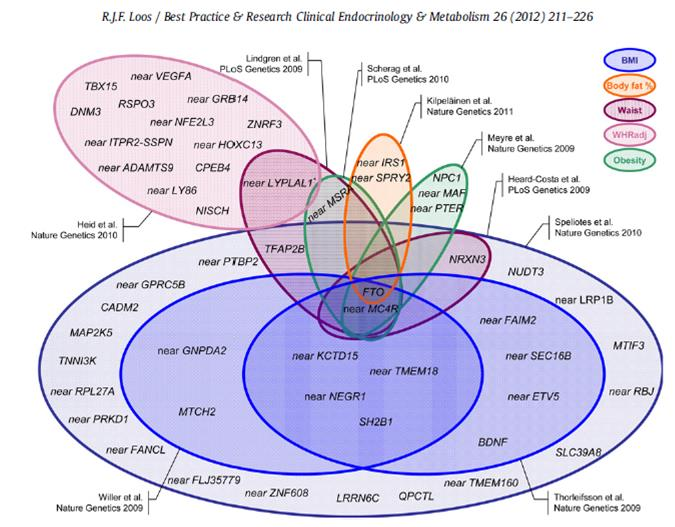 R.J.F. Loos / Best Practice & Research Clinical Endocrinology & Metabolism 26 (2012) 211–226
Lindgren et al.
PLoS Genetics 2009
Scherag et al.
PLoS Genetics 2010
Kilpeläinen et al.
Nature Genetics 2011
Meyre et al.
Nature Genetics 2009
Heard-Costa et al.
PLoS Genetics 2009
Speliotes et al.
Nature Genetics 2010
BMI
Body fat %
Waist
WHRadj
Obesity
near VEGFA
TBX15
near GRB14
RSPO3
DNM3
near NFE2L3
ZNRF3
near ITPR2-SSPN
near HOXC13
near ADAMTS9
CPEB4
near LY86
NISCH
near LYPLAL1
Heid et al.
Nature Genetics 2010
near MSRA
near IRS1
near SPRY2
NPC1
near MAF
near PTER
TFAP2B
NRXN3
near PTBP2
NUDT3
near GPRC5B
near LRP1B
CADM2
FTO
near MC4R
near FAIM2
MAP2K5
MTIF3
near GNPDA2
near KCTD15
near SEC16B
TNNI3K
near TMEM18
near RPL27A
near NEGR1
near ETV5
near RBJ
MTCH2
SH2B1
near PRKD1
BDNF
near FANCL
SLC39A8
near FLJ35779
near ZNF608
LRRN6C
QPCTL
near TMEM160
Willer et al.
Nature Genetics 2009
Thorleifsson et al.
Nature Genetics 2009